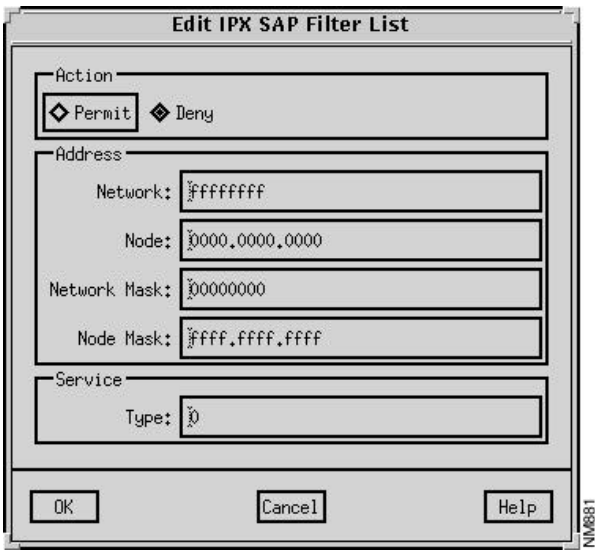 Edit IPX SAP Filter List
Action
Permit Deny
Address
Network: ffffffff
Node: 0000.0000.0000
Network Mask: 00000000
Node Mask: ffff.ffff.ffff
Service
Type: 0
OK Cancel Help
NM881